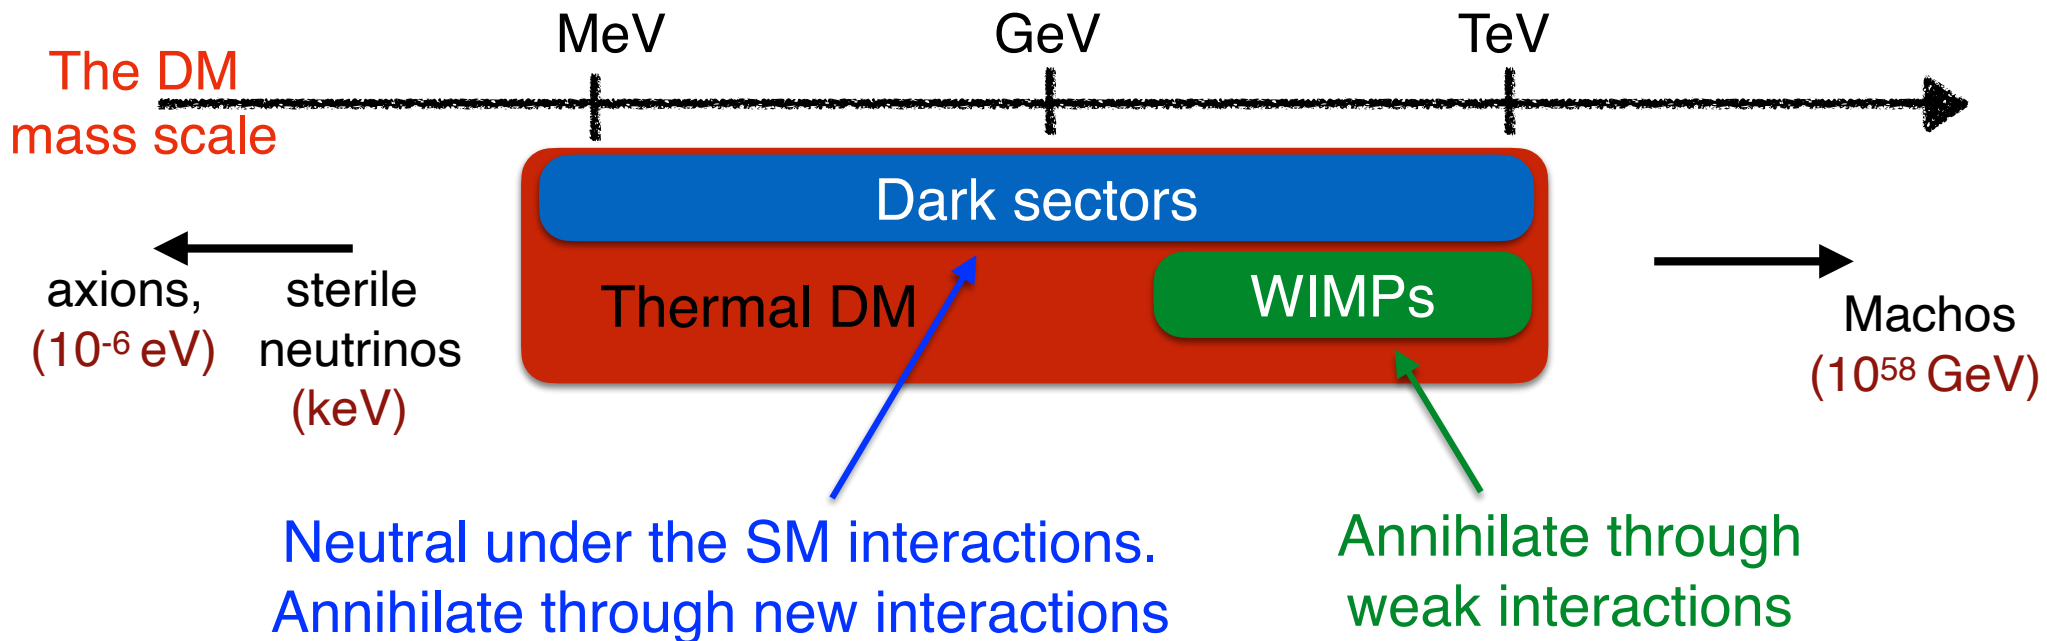 MeV GeV TeV
The DM
mass scale
Dark sectors
Thermal DM
WIMPs
axions,
(10⁻⁶ eV)
sterile
neutrinos
(keV)
Machos
(10⁵⁸ GeV)
Neutral under the SM interactions.
Annihilate through new interactions
Annihilate through
weak interactions